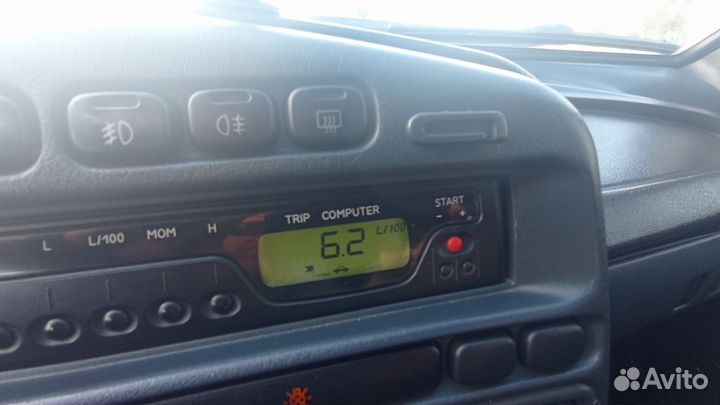 TRIP COMPUTER
START
- +
L L/100 MOM H
6.2 L/100
Avito